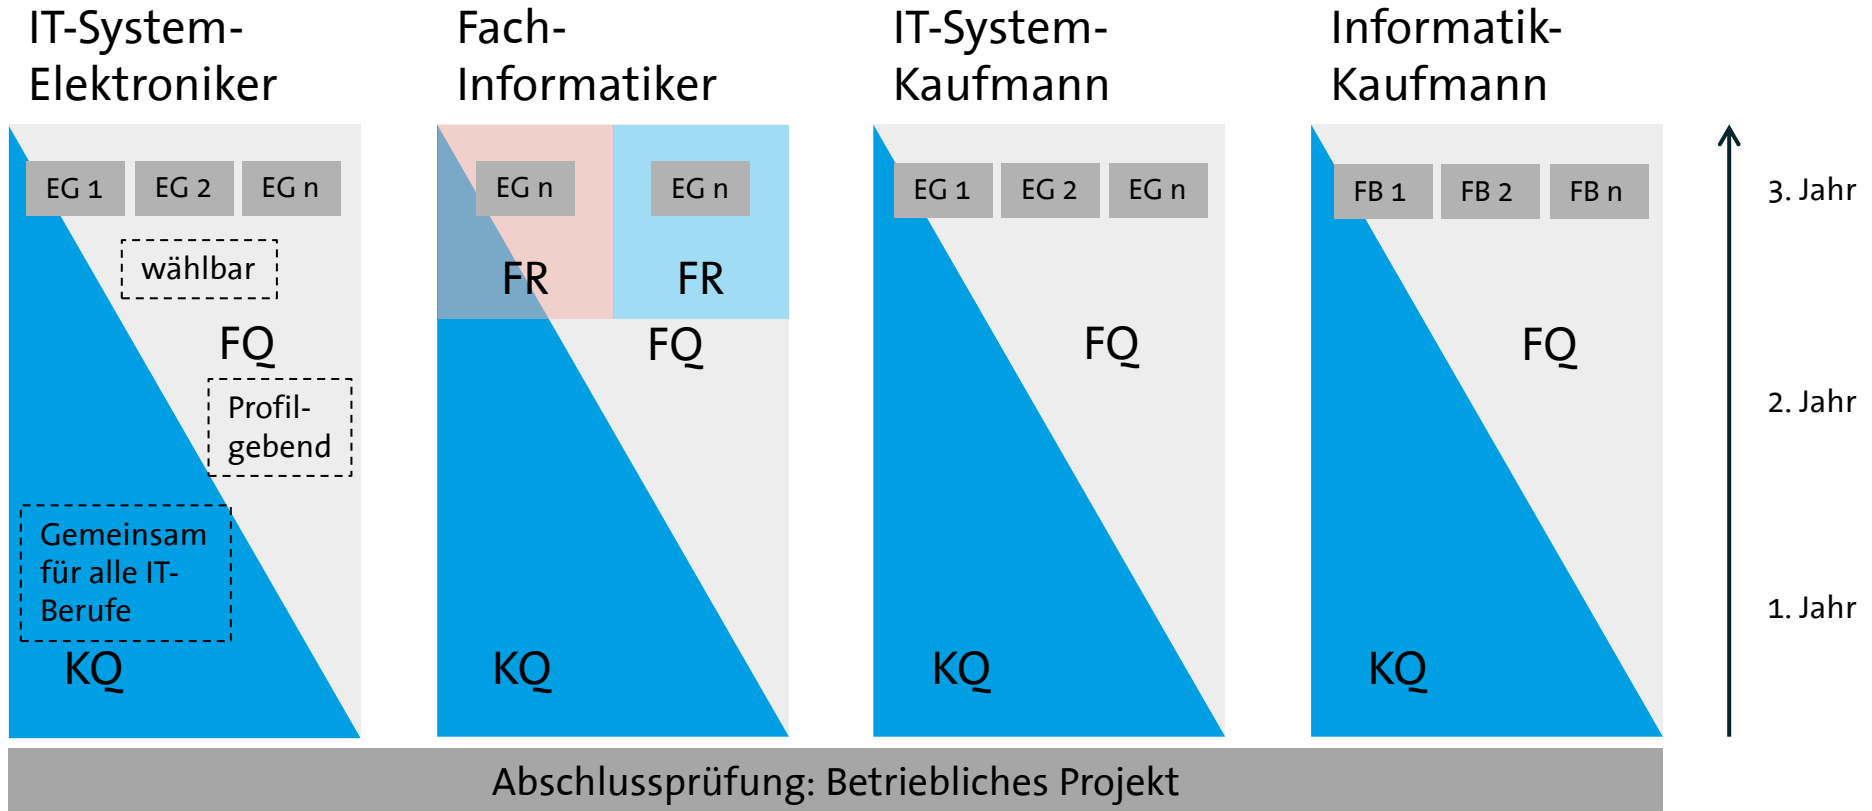 IT-System-
Elektroniker
Fach-
Informatiker
IT-System-
Kaufmann
Informatik-
Kaufmann
EG 1
EG 2
EG n
wählbar
FQ
Profil-
gebend
Gemeinsam
für alle IT-
Berufe
KQ
EG n
EG n
FR
FR
FQ
KQ
EG 1
EG 2
EG n
FQ
KQ
FB 1
FB 2
FB n
FQ
KQ
3. Jahr
2. Jahr
1. Jahr
Abschlussprüfung: Betriebliches Projekt